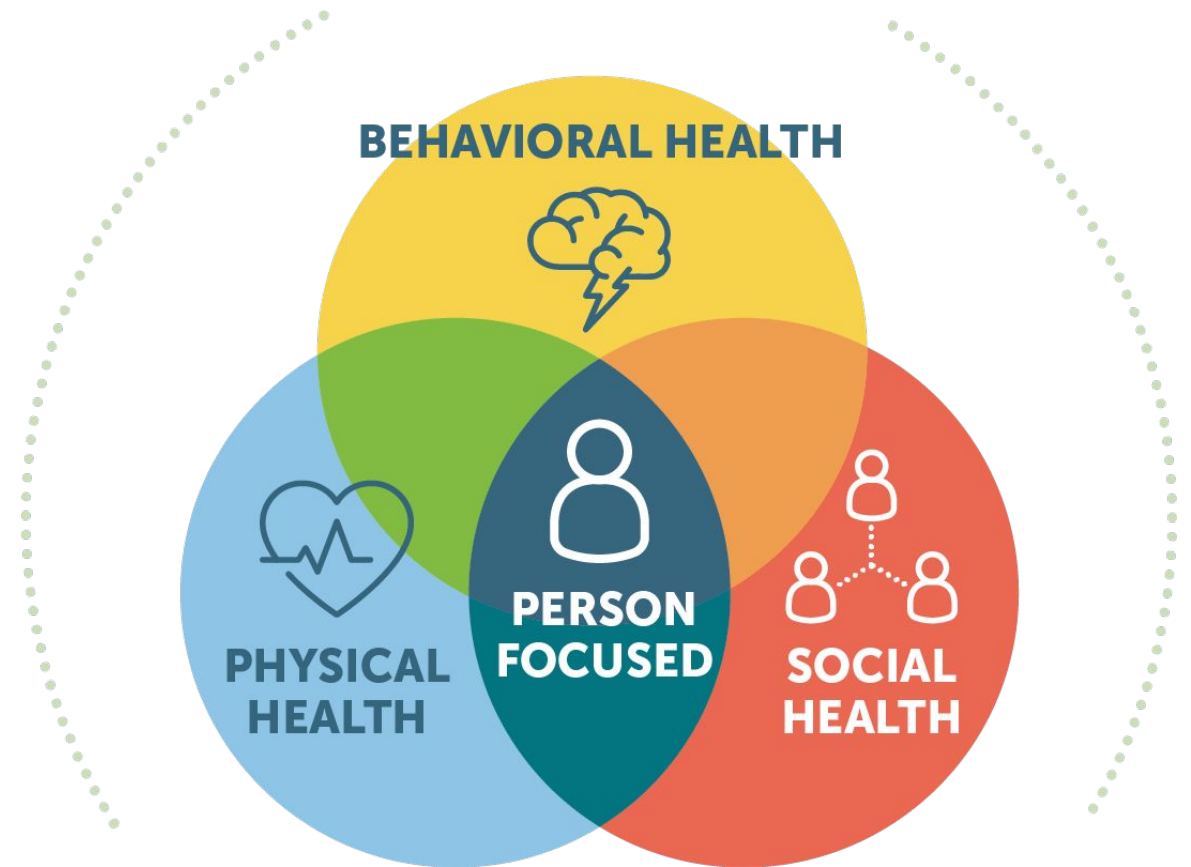 BEHAVIORAL HEALTH
PERSON
FOCUSED
PHYSICAL
HEALTH
SOCIAL
HEALTH